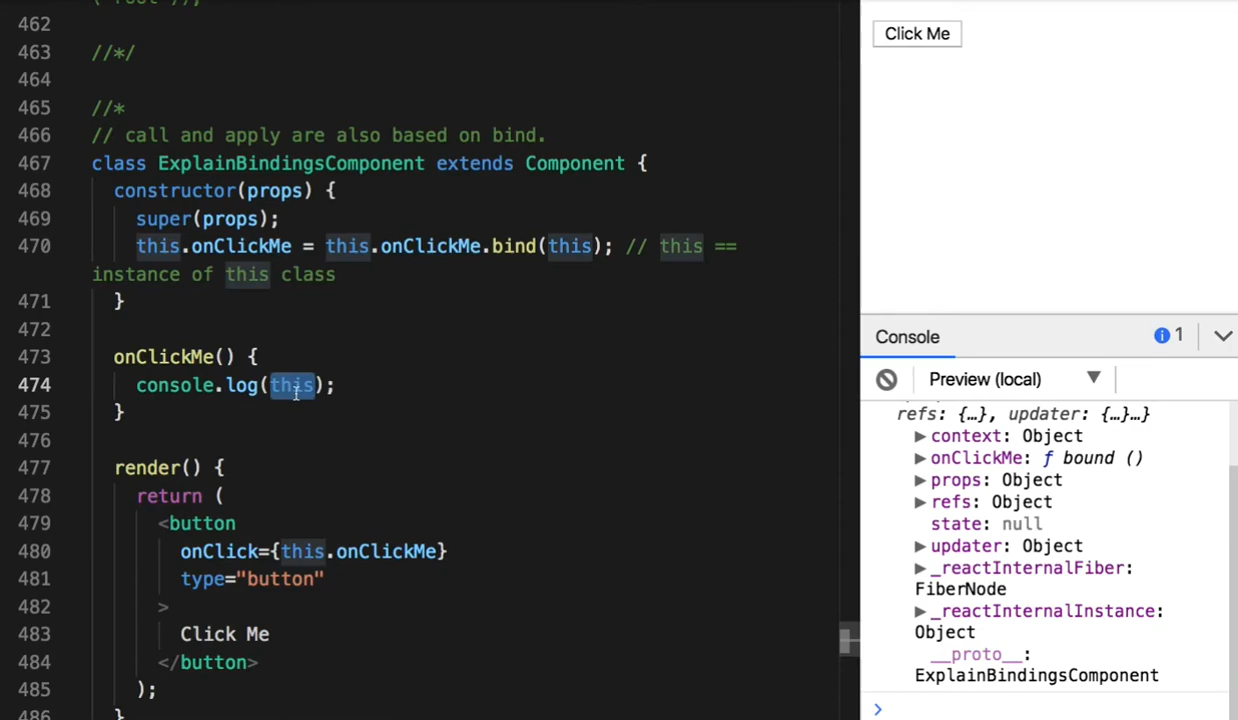 462
463 //*/
464
465 //*
466 // call and apply are also based on bind.
467 class ExplainBindingsComponent extends Component {
468 constructor(props) {
469 super(props);
470 this.onClickMe = this.onClickMe.bind(this); // this ==
instance of this class
471 }
472
473 onClickMe() {
474 console.log(this);
475 }
476
477 render() {
478 return (
479 <button
480 onClick={this.onClickMe}
481 type="button"
482 >
483 Click Me
484 </button>
485 );
486 }
Click Me
Console 1
Preview (local)
refs: {…}, updater: {…}…}
context: Object
onClickMe: ƒ bound ()
props: Object
refs: Object
state: null
updater: Object
_reactInternalFiber:
FiberNode
_reactInternalInstance:
Object
__proto__:
ExplainBindingsComponent
>